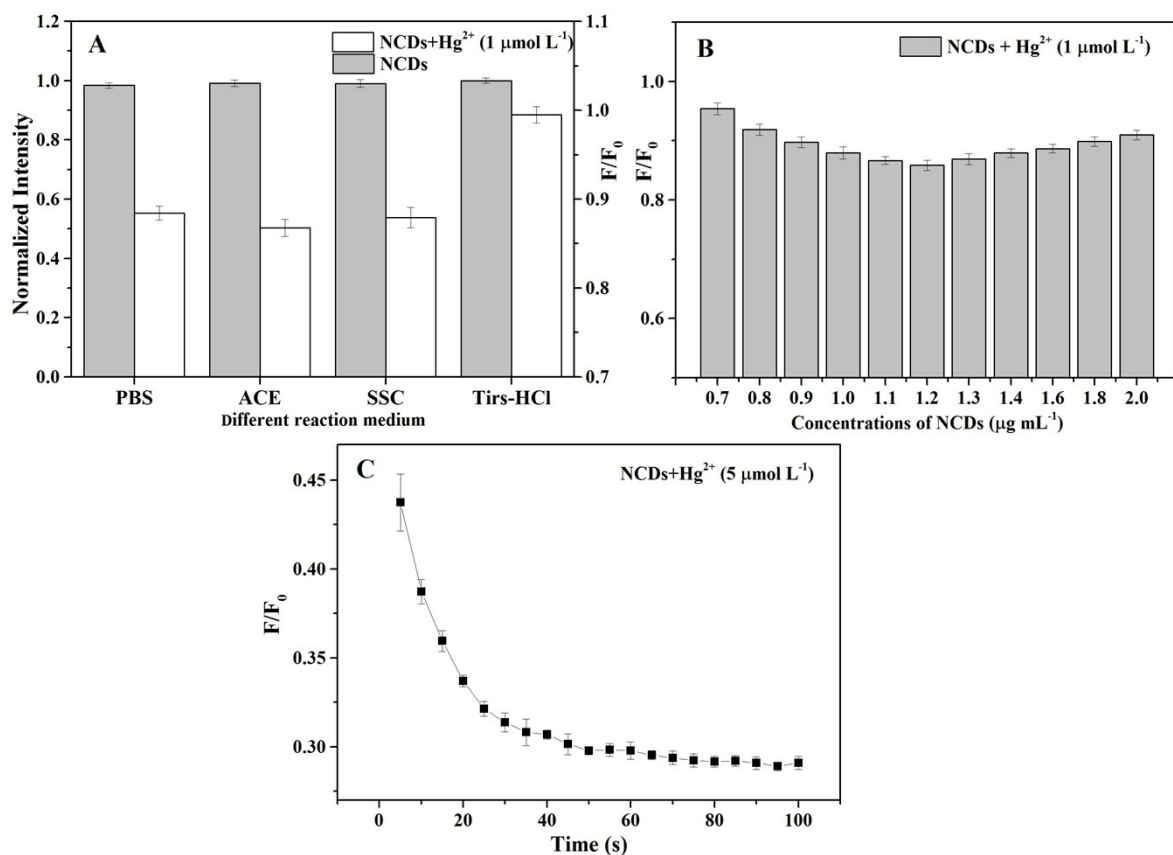 A
NCDs+Hg²⁺ (1 μmol L⁻¹)
NCDs
Normalized Intensity
1.2
1.0
0.8
0.6
0.4
0.2
0.0
F/F₀
1.1
1.0
0.9
0.8
0.7
PBS ACE SSC Tirs-HCl
Different reaction medium
B
NCDs + Hg²⁺ (1 μmol L⁻¹)
F/F₀
1.0
0.8
0.6
0.7 0.8 0.9 1.0 1.1 1.2 1.3 1.4 1.6 1.8 2.0
Concentrations of NCDs (μg mL⁻¹)
C
NCDs+Hg²⁺ (5 μmol L⁻¹)
F/F₀
0.45
0.40
0.35
0.30
0 20 40 60 80 100
Time (s)